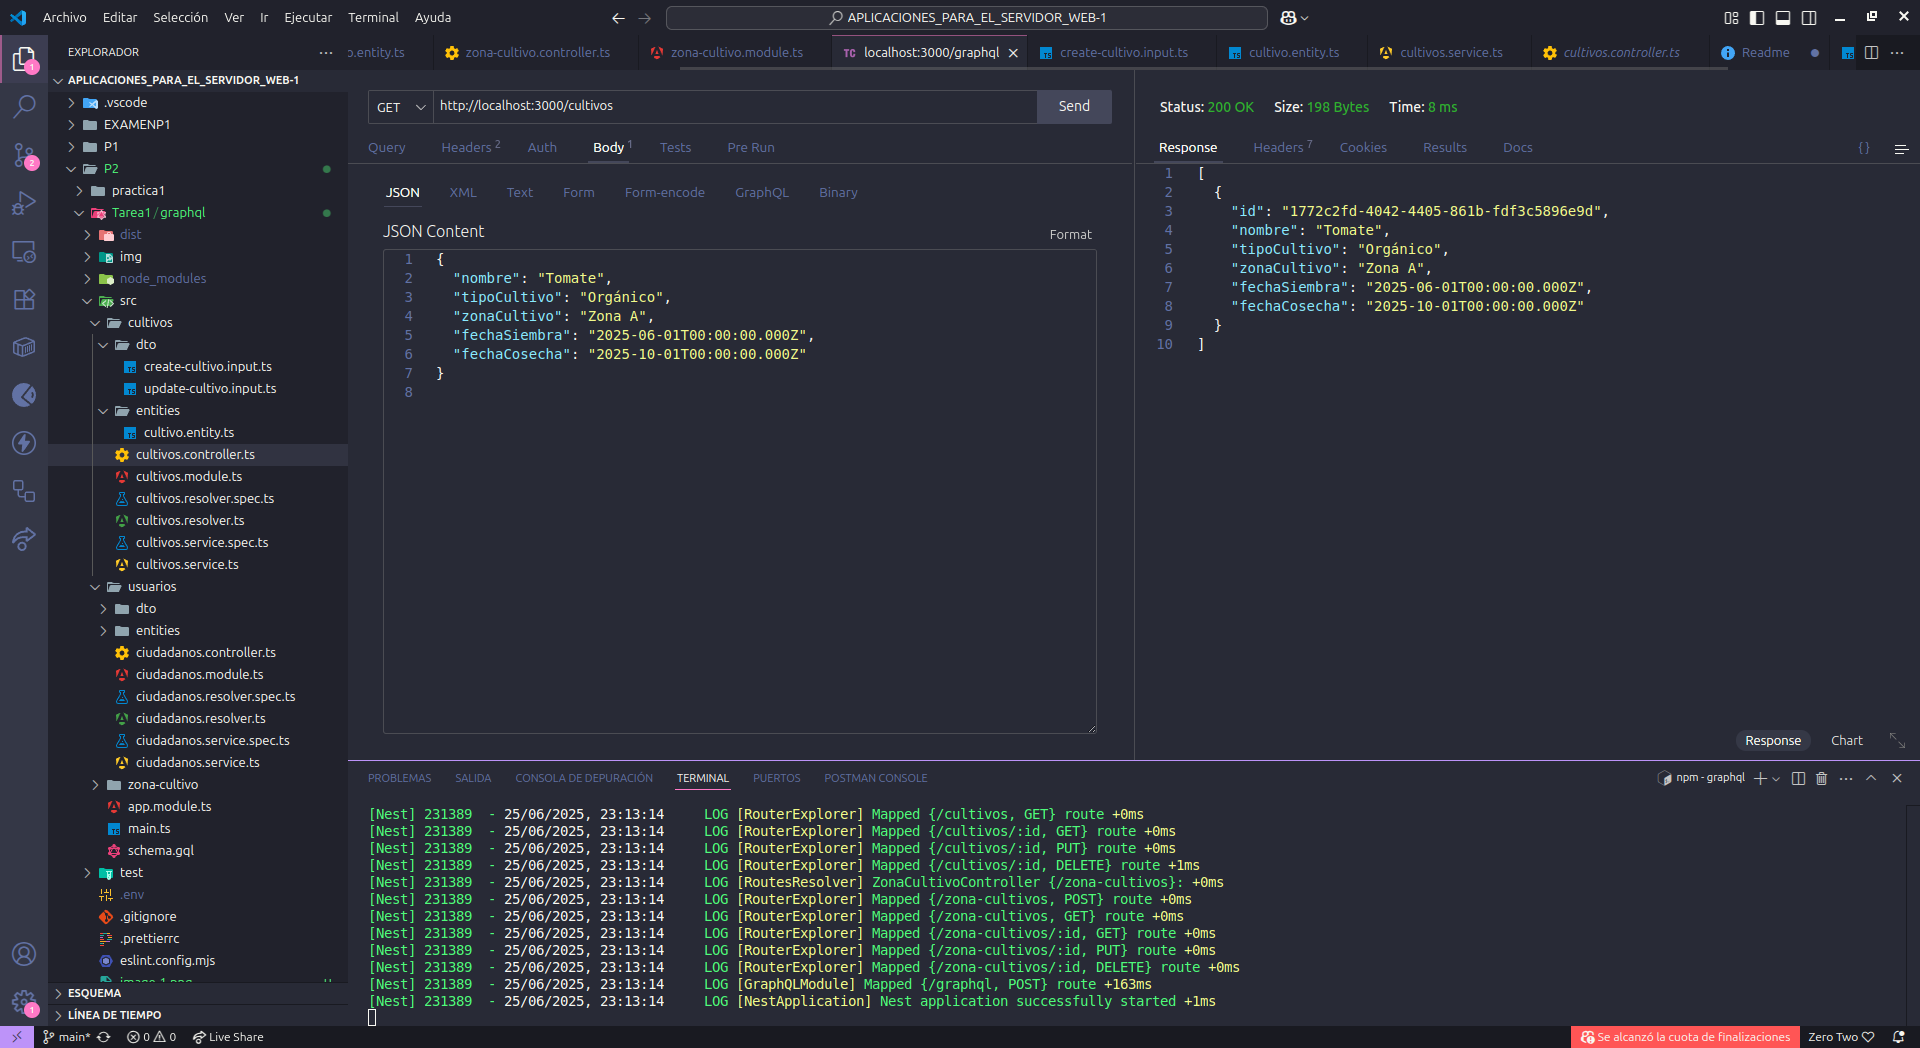 Archivo Editar Selección Ver Ir Ejecutar Terminal Ayuda
APLICACIONES_PARA_EL_SERVIDOR_WEB-1
EXPLORADOR
o.entity.ts zona-cultivo.controller.ts zona-cultivo.module.ts TC localhost:3000/graphql create-cultivo.input.ts cultivo.entity.ts cultivos.service.ts cultivos.controller.ts Readme
APLICACIONES_PARA_EL_SERVIDOR_WEB-1
.vscode
EXAMENP1
P1
P2
practica1
Tarea1/graphql
dist
img
node_modules
src
cultivos
dto
create-cultivo.input.ts
update-cultivo.input.ts
entities
cultivo.entity.ts
cultivos.controller.ts
cultivos.module.ts
cultivos.resolver.spec.ts
cultivos.resolver.ts
cultivos.service.spec.ts
cultivos.service.ts
usuarios
dto
entities
ciudadanos.controller.ts
ciudadanos.module.ts
ciudadanos.resolver.spec.ts
ciudadanos.resolver.ts
ciudadanos.service.spec.ts
ciudadanos.service.ts
zona-cultivo
app.module.ts
main.ts
schema.gql
test
.env
.gitignore
.prettierrc
eslint.config.mjs
image-1.png U
ESQUEMA
LÍNEA DE TIEMPO
GET http://localhost:3000/cultivos Send
Query Headers 2 Auth Body 1 Tests Pre Run
JSON XML Text Form Form-encode GraphQL Binary
JSON Content Format
1 {
2 "nombre": "Tomate",
3 "tipoCultivo": "Orgánico",
4 "zonaCultivo": "Zona A",
5 "fechaSiembra": "2025-06-01T00:00:00.000Z",
6 "fechaCosecha": "2025-10-01T00:00:00.000Z"
7 }
8
Status: 200 OK Size: 198 Bytes Time: 8 ms
Response Headers 7 Cookies Results Docs {}
1 [
2 {
3 "id": "1772c2fd-4042-4405-861b-fdf3c5896e9d",
4 "nombre": "Tomate",
5 "tipoCultivo": "Orgánico",
6 "zonaCultivo": "Zona A",
7 "fechaSiembra": "2025-06-01T00:00:00.000Z",
8 "fechaCosecha": "2025-10-01T00:00:00.000Z"
9 }
10 ]
Response Chart
PROBLEMAS SALIDA CONSOLA DE DEPURACIÓN TERMINAL PUERTOS POSTMAN CONSOLE
npm - graphql
[Nest] 231389 - 25/06/2025, 23:13:14 LOG [RouterExplorer] Mapped {/cultivos, GET} route +0ms
[Nest] 231389 - 25/06/2025, 23:13:14 LOG [RouterExplorer] Mapped {/cultivos/:id, GET} route +0ms
[Nest] 231389 - 25/06/2025, 23:13:14 LOG [RouterExplorer] Mapped {/cultivos/:id, PUT} route +0ms
[Nest] 231389 - 25/06/2025, 23:13:14 LOG [RouterExplorer] Mapped {/cultivos/:id, DELETE} route +1ms
[Nest] 231389 - 25/06/2025, 23:13:14 LOG [RoutesResolver] ZonaCultivoController {/zona-cultivos}: +0ms
[Nest] 231389 - 25/06/2025, 23:13:14 LOG [RouterExplorer] Mapped {/zona-cultivos, POST} route +0ms
[Nest] 231389 - 25/06/2025, 23:13:14 LOG [RouterExplorer] Mapped {/zona-cultivos, GET} route +0ms
[Nest] 231389 - 25/06/2025, 23:13:14 LOG [RouterExplorer] Mapped {/zona-cultivos/:id, GET} route +0ms
[Nest] 231389 - 25/06/2025, 23:13:14 LOG [RouterExplorer] Mapped {/zona-cultivos/:id, PUT} route +0ms
[Nest] 231389 - 25/06/2025, 23:13:14 LOG [RouterExplorer] Mapped {/zona-cultivos/:id, DELETE} route +0ms
[Nest] 231389 - 25/06/2025, 23:13:14 LOG [GraphQLModule] Mapped {/graphql, POST} route +163ms
[Nest] 231389 - 25/06/2025, 23:13:14 LOG [NestApplication] Nest application successfully started +1ms
main* 0 0 Live Share
Se alcanzó la cuota de finalizaciones Zero Two